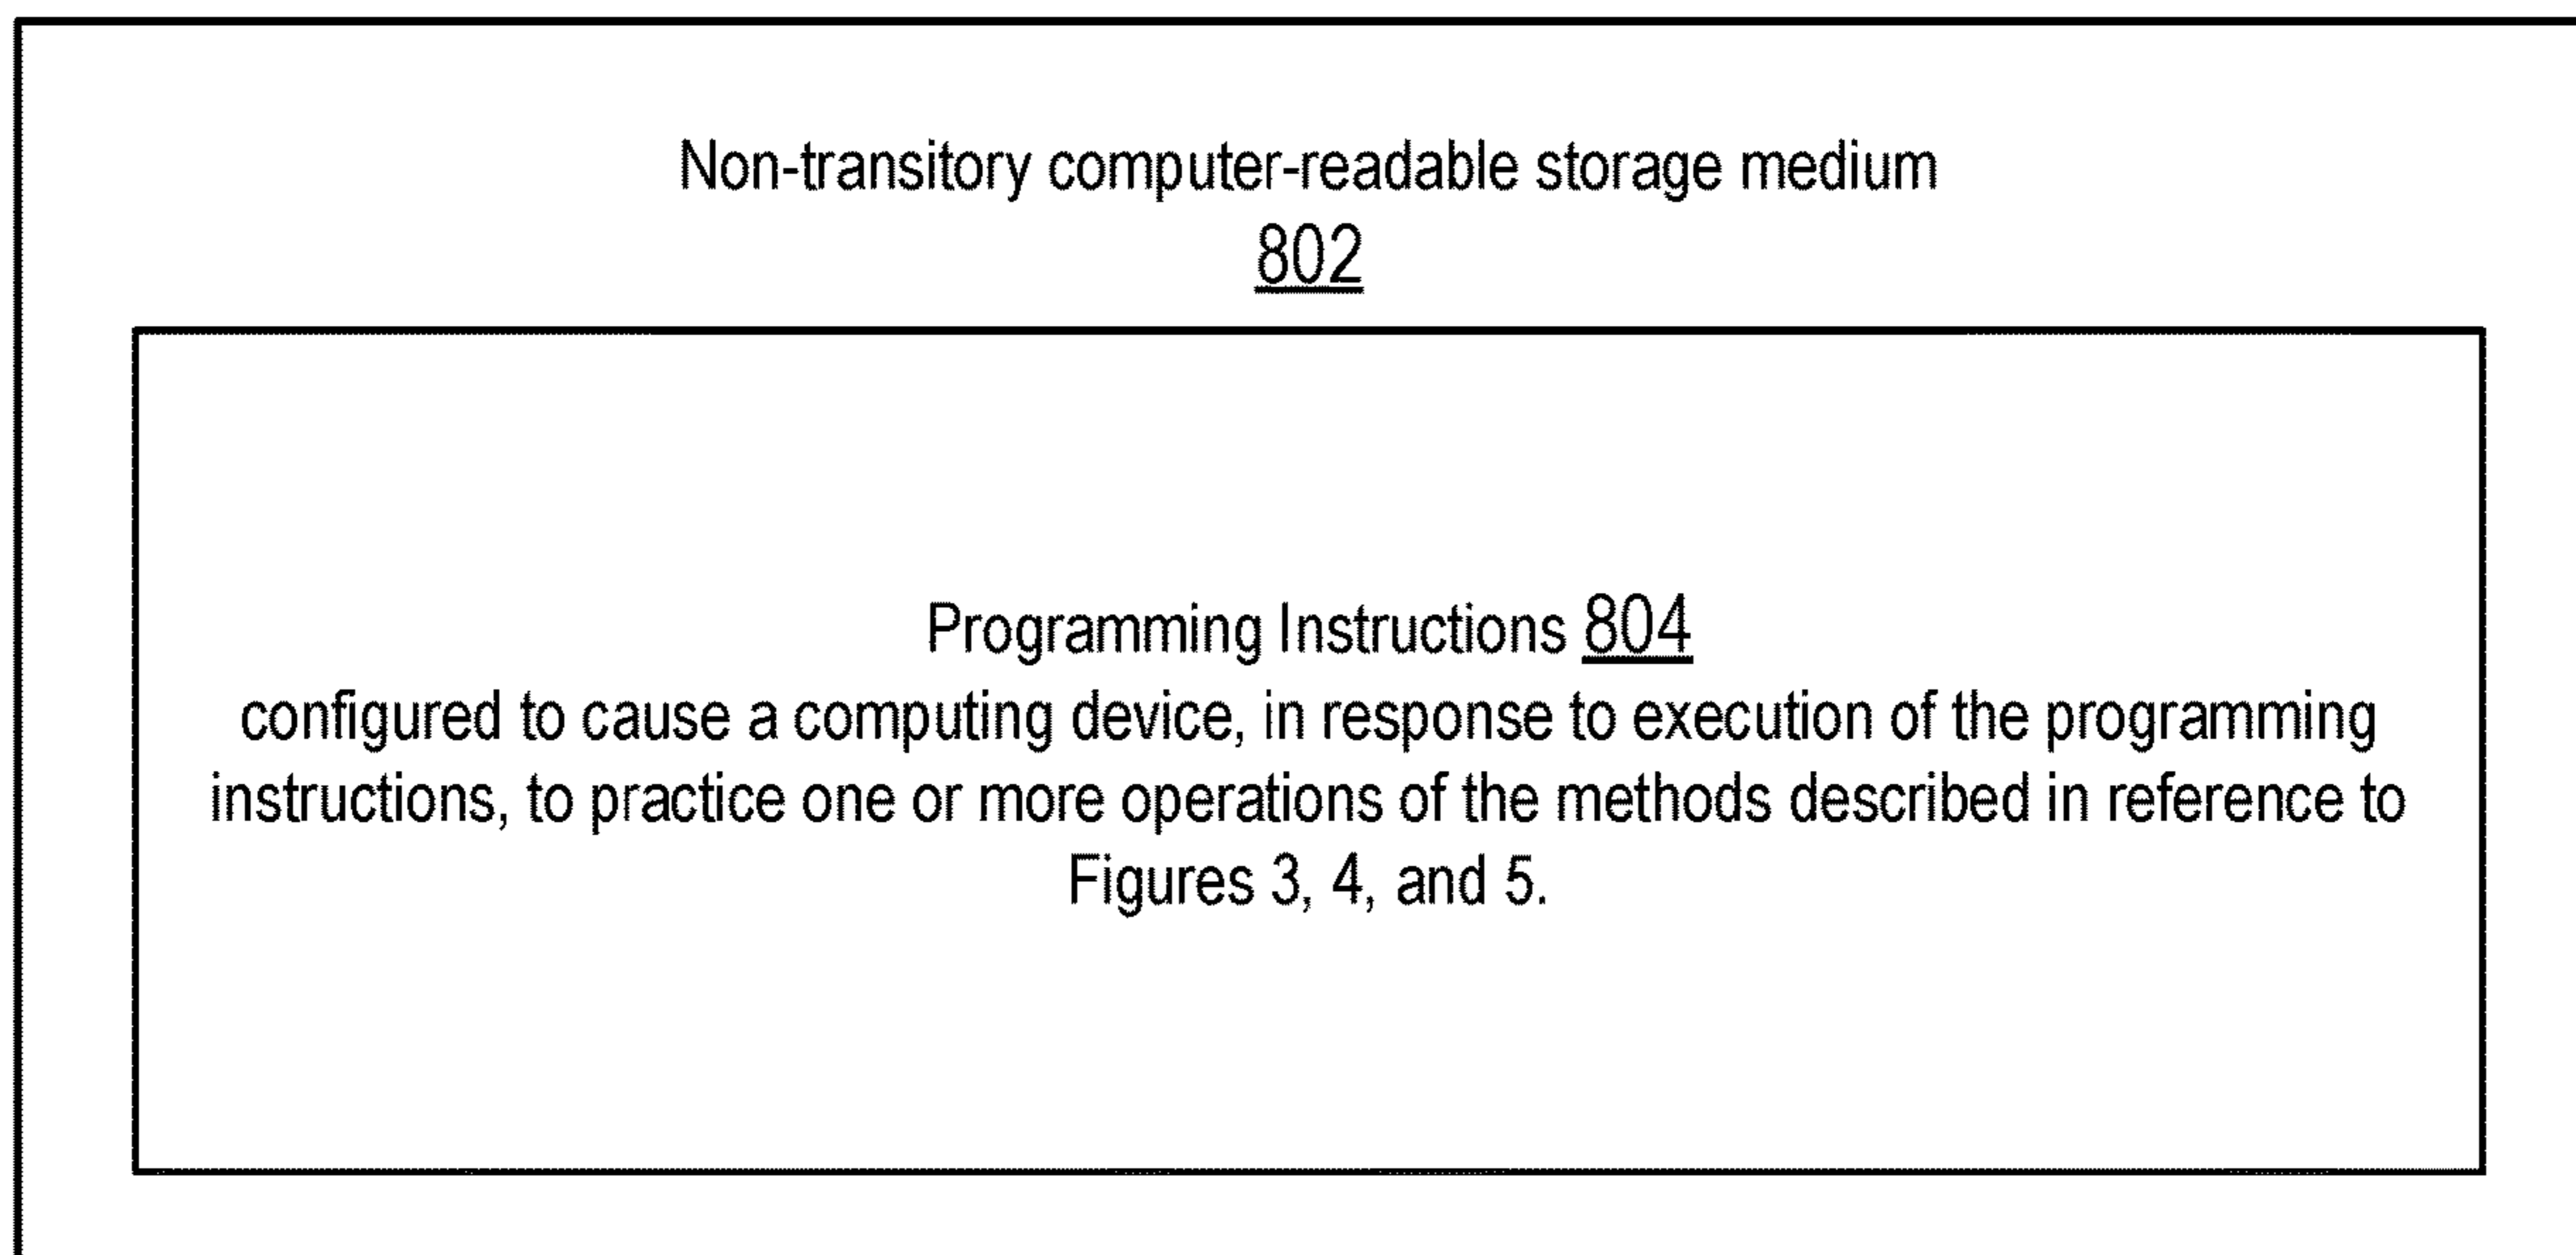 Non-transitory computer-readable storage medium
802
Programming Instructions 804
configured to cause a computing device, in response to execution of the programming
instructions, to practice one or more operations of the methods described in reference to
Figures 3, 4, and 5.